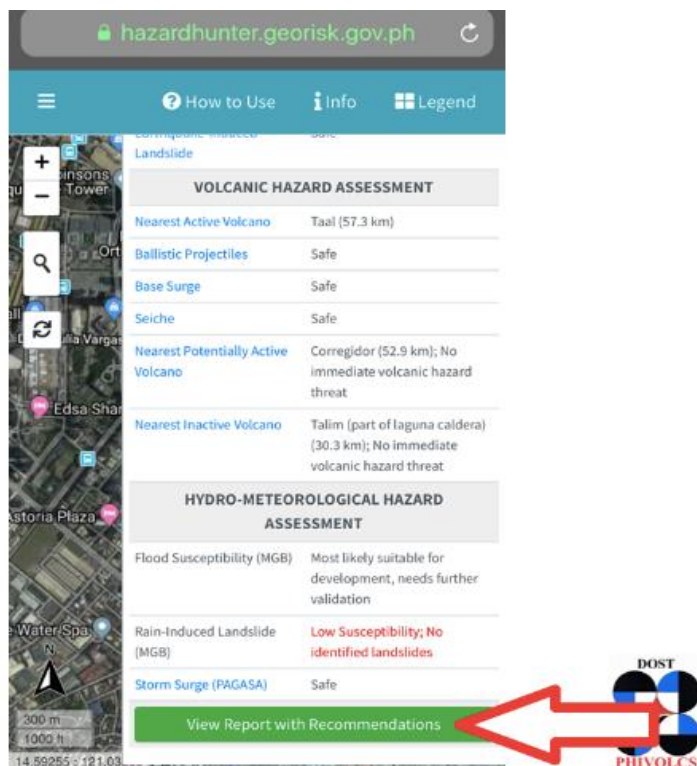 hazardhunter.georisk.gov.ph
How to Use
Info
Legend
Landslide
VOLCANIC HAZARD ASSESSMENT
Nearest Active Volcano
Taal (57.3 km)
Ballistic Projectiles
Safe
Base Surge
Safe
Seiche
Safe
Nearest Potentially Active
Volcano
Corregidor (52.9 km); No
immediate volcanic hazard
threat
Nearest Inactive Volcano
Talim (part of laguna caldera)
(30.3 km); No immediate
volcanic hazard threat
HYDRO-METEOROLOGICAL HAZARD
ASSESSMENT
Flood Susceptibility (MGB)
Most likely suitable for
development, needs further
validation
Rain-Induced Landslide
(MGB)
Low Susceptibility; No
identified landslides
Storm Surge (PAGASA)
Safe
View Report with Recommendations
+
−
Tower
Ort
Vargas
Edsa Shan
Astoria Plaza
Water Spa
N
300 m
1000 ft
14.59255 : 121.03
DOST
PHIVOLCS